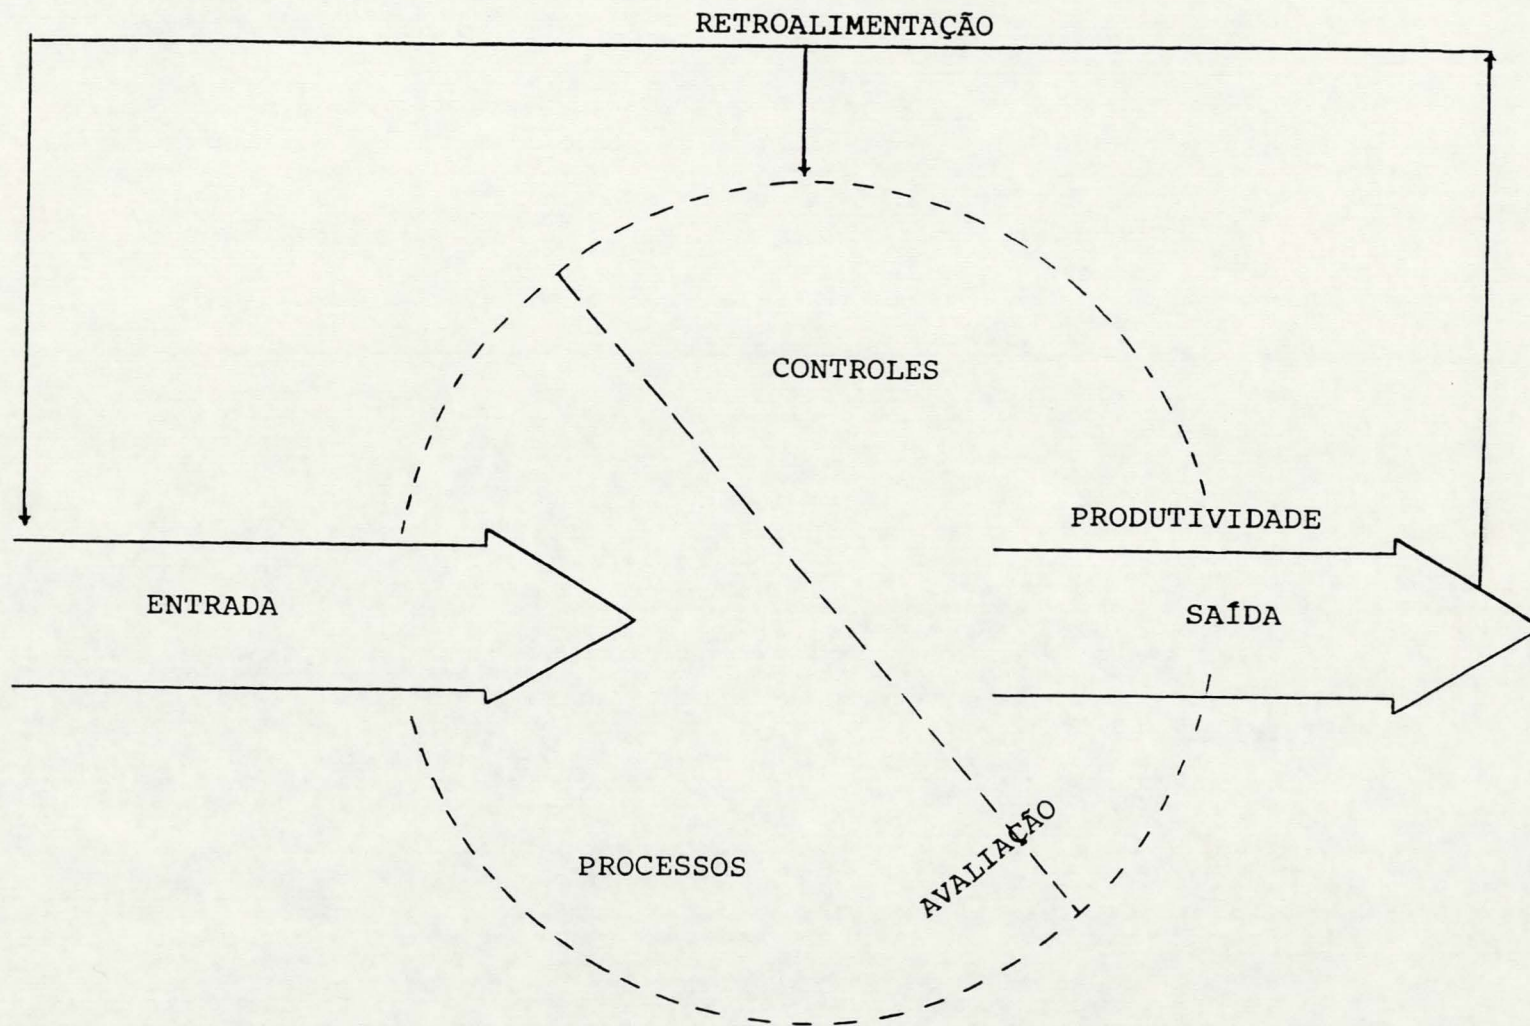 RETROALIMENTAÇÃO
CONTROLES
PRODUTIVIDADE
ENTRADA
SAÍDA
PROCESSOS
AVALIAÇÃO